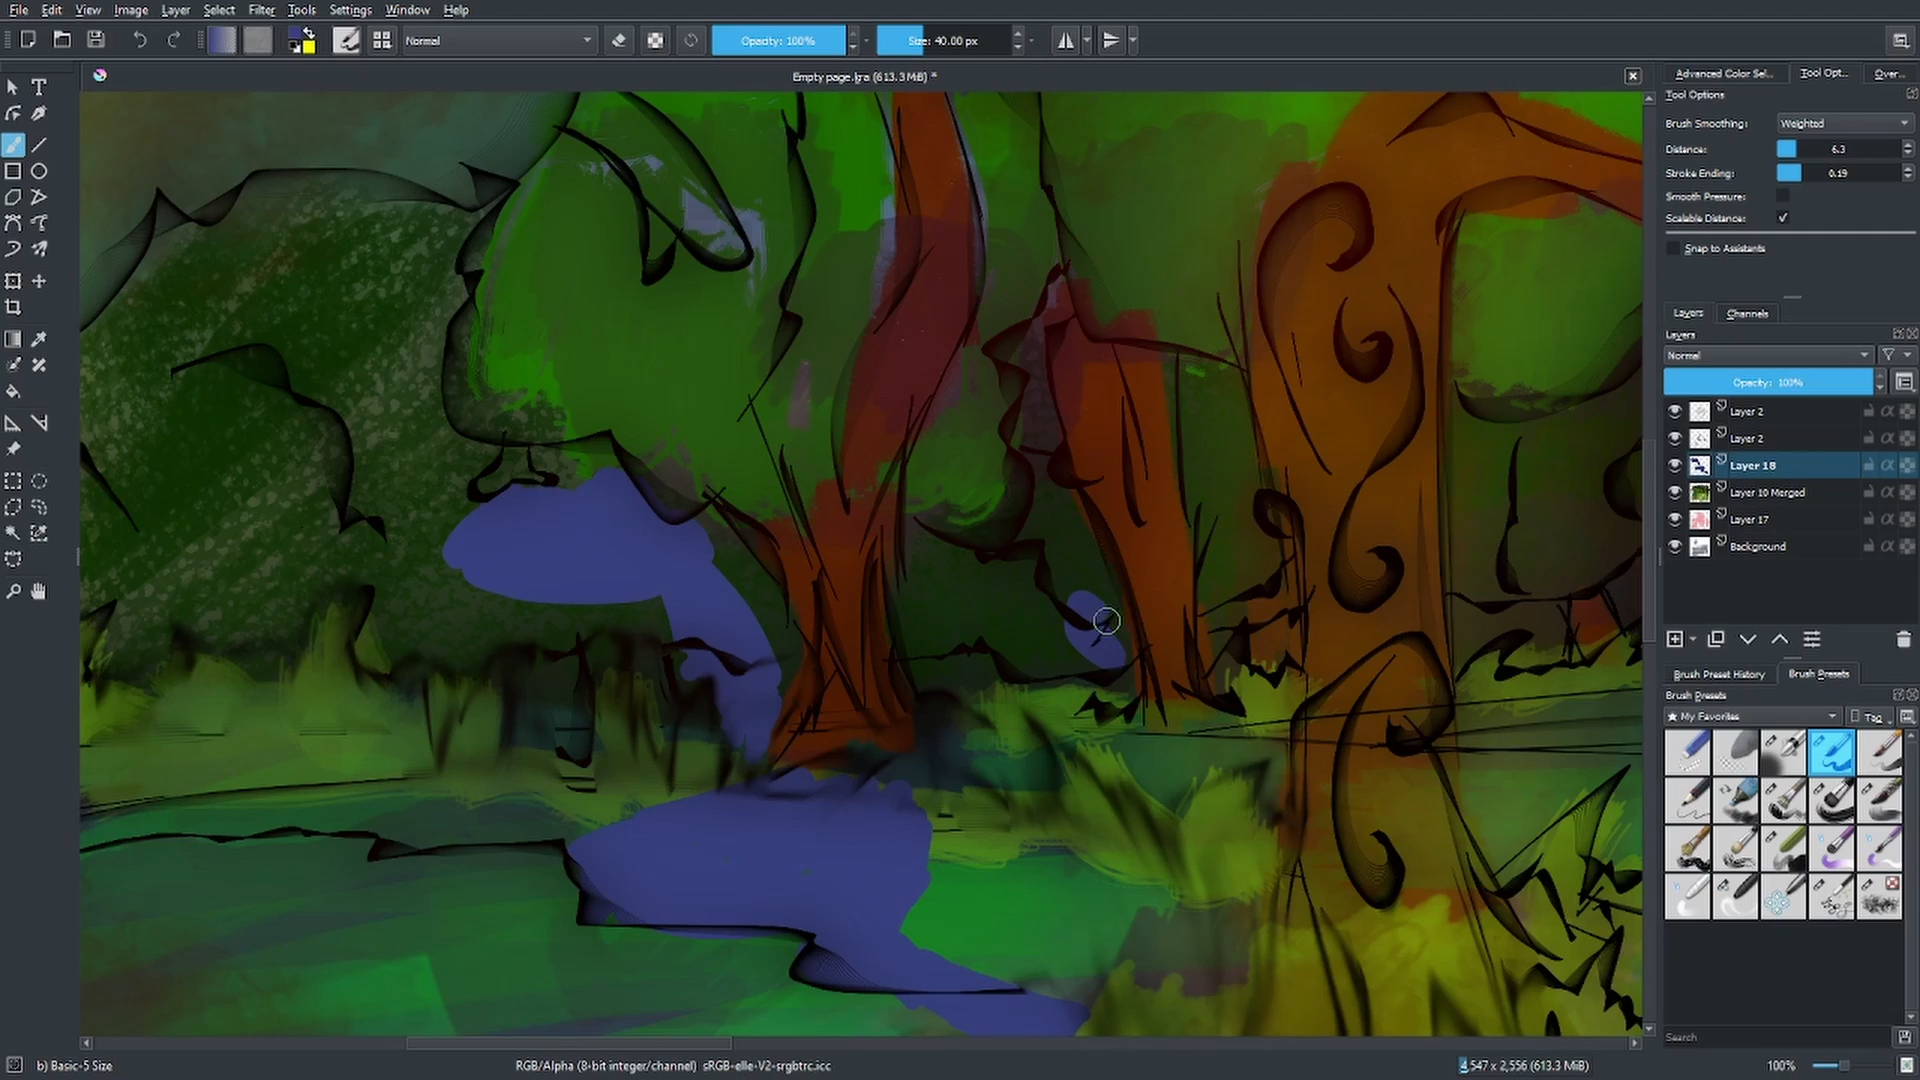 File Edit View Image Layer Select Filter Tools Settings Window Help
Normal Opacity: 100% Size: 40.00 px
Empty page.kra (613.3 MiB) *
Advanced Color Sel... Tool Opt... Over...
Tool Options
Brush Smoothing: Weighted
Distance: 6.3
Stroke Ending: 0.19
Smooth Pressure:
Scalable Distance: ✓
Snap to Assistants
Layers Channels
Layers
Normal
Opacity: 100%
Layer 2
Layer 2
Layer 18
Layer 10 Merged
Layer 17
Background
Brush Preset History Brush Presets
Brush Presets
★ My Favorites Tag
Search
b) Basic-5 Size RGB/Alpha (8-bit integer/channel) sRGB-elle-V2-srgbtrc.icc 4,547 x 2,556 (613.3 MiB) 100%